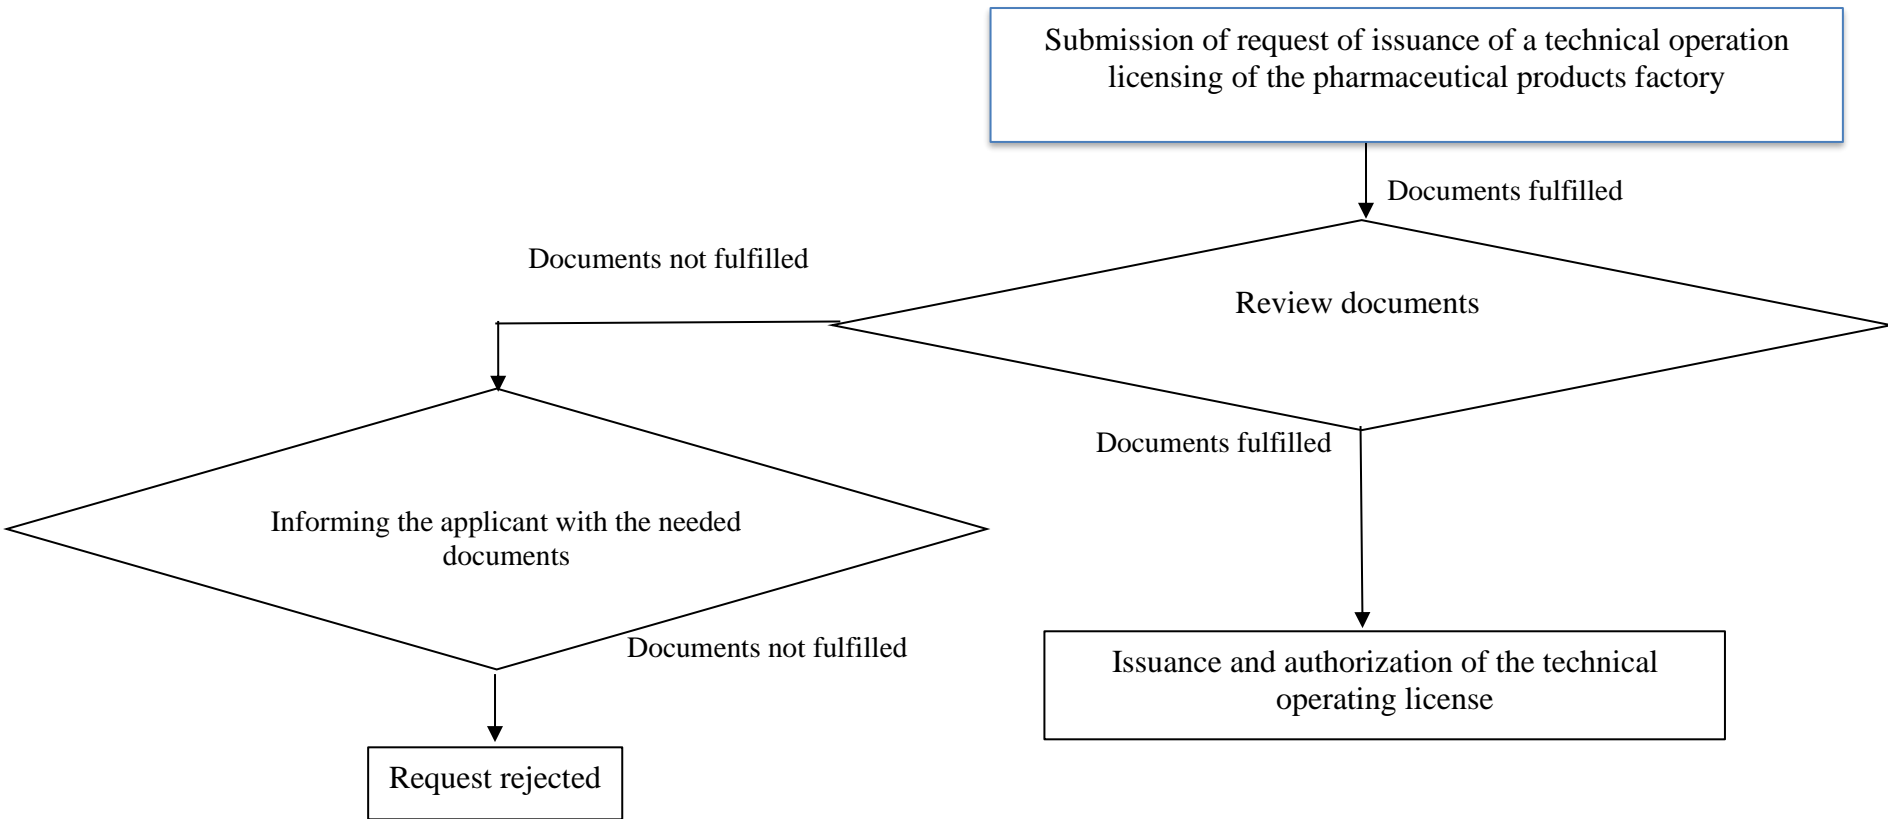 Submission of request of issuance of a technical operation
licensing of the pharmaceutical products factory
Documents fulfilled
Documents not fulfilled
Review documents
Documents fulfilled
Informing the applicant with the needed
documents
Documents not fulfilled
Issuance and authorization of the technical
operating license
Request rejected